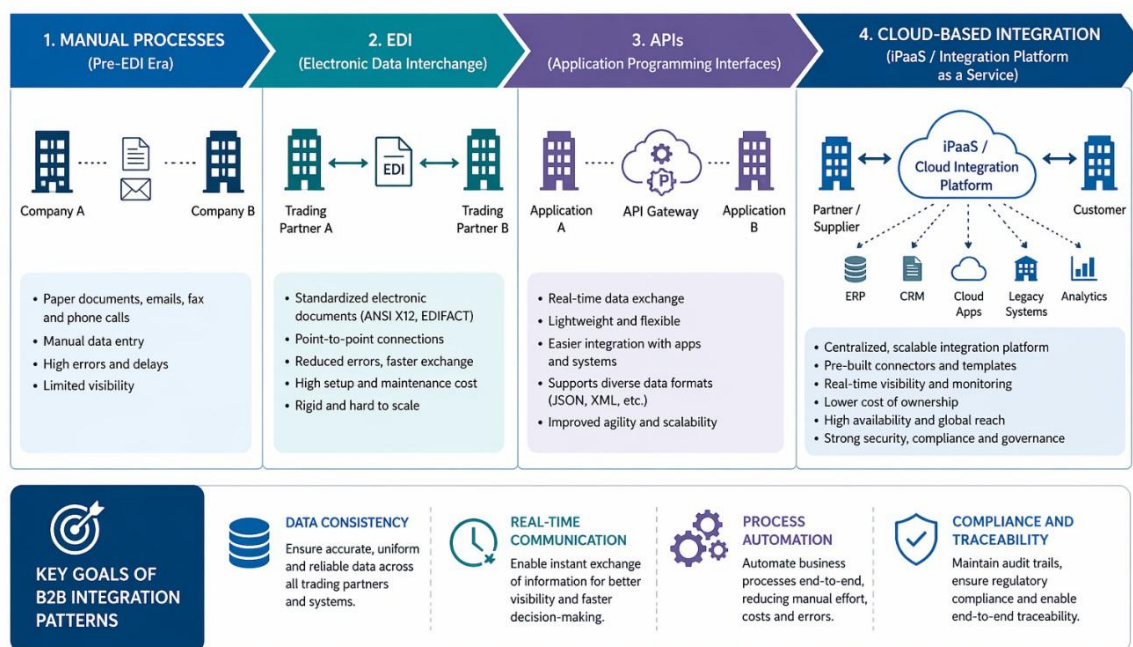 1. MANUAL PROCESSES
(Pre-EDI Era)
2. EDI
(Electronic Data Interchange)
3. APIs
(Application Programming Interfaces)
4. CLOUD-BASED INTEGRATION
(iPaaS / Integration Platform
as a Service)
Company A
Company B
EDI
Trading
Partner A
Trading
Partner B
Application
A
P
API Gateway
Application
B
iPaaS /
Cloud Integration
Platform
Partner /
Supplier
Customer
ERP
CRM
Cloud
Apps
Legacy
Systems
Analytics
• Paper documents, emails, fax
and phone calls
• Manual data entry
• High errors and delays
• Limited visibility
• Standardized electronic
documents (ANSI X12, EDIFACT)
• Point-to-point connections
• Reduced errors, faster exchange
• High setup and maintenance cost
• Rigid and hard to scale
• Real-time data exchange
• Lightweight and flexible
• Easier integration with apps
and systems
• Supports diverse data formats
(JSON, XML, etc.)
• Improved agility and scalability
• Centralized, scalable integration platform
• Pre-built connectors and templates
• Real-time visibility and monitoring
• Lower cost of ownership
• High availability and global reach
• Strong security, compliance and governance
KEY GOALS OF
B2B INTEGRATION
PATTERNS
DATA CONSISTENCY
Ensure accurate, uniform
and reliable data across
all trading partners
and systems.
REAL-TIME
COMMUNICATION
Enable instant exchange
of information for better
visibility and faster
decision-making.
PROCESS
AUTOMATION
Automate business
processes end-to-end,
reducing manual effort,
costs and errors.
COMPLIANCE AND
TRACEABILITY
Maintain audit trails,
ensure regulatory
compliance and enable
end-to-end traceability.